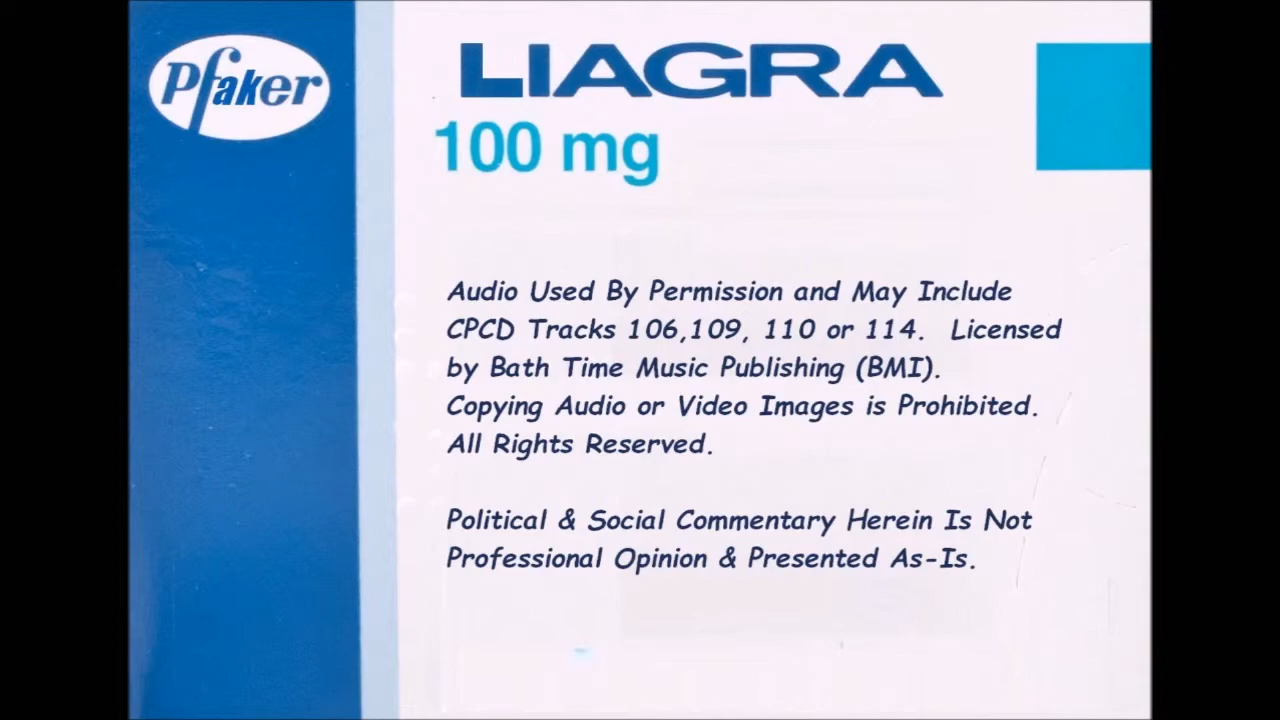 Pfaker
LIAGRA
100 mg
Audio Used By Permission and May Include
CPCD Tracks 106,109, 110 or 114. Licensed
by Bath Time Music Publishing (BMI).
Copying Audio or Video Images is Prohibited.
All Rights Reserved.
Political & Social Commentary Herein Is Not
Professional Opinion & Presented As-Is.